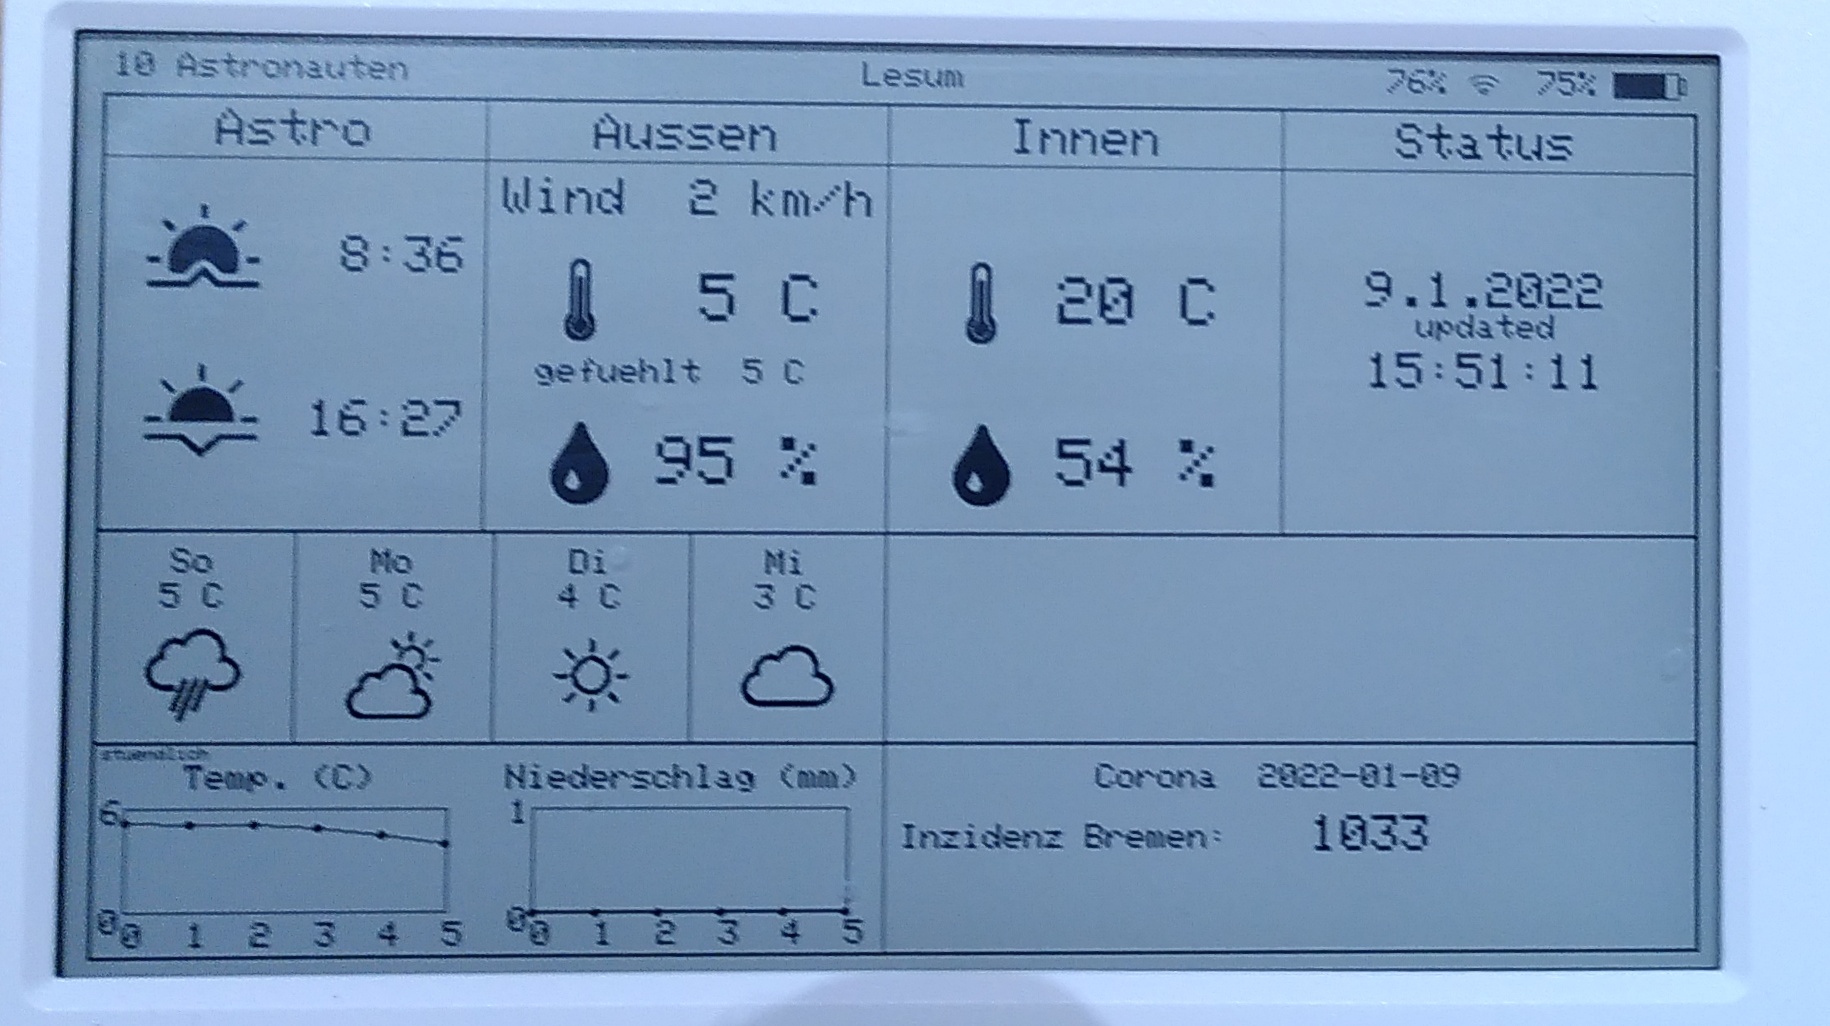 10 Astronauten Lesum 76% 75%
Astro Aussen Innen Status
Wind 2 km/h
8:36
5 C 20 C 9.1.2022
updated
gefuehlt 5 C 15:51:11
16:27
95 % 54 %
So Mo Di Mi
5 C 5 C 4 C 3 C
stuendlich
Temp. (C) Niederschlag (mm) Corona 2022-01-09
6 1
Inzidenz Bremen: 1033
0 0
0 1 2 3 4 5 0 1 2 3 4 5